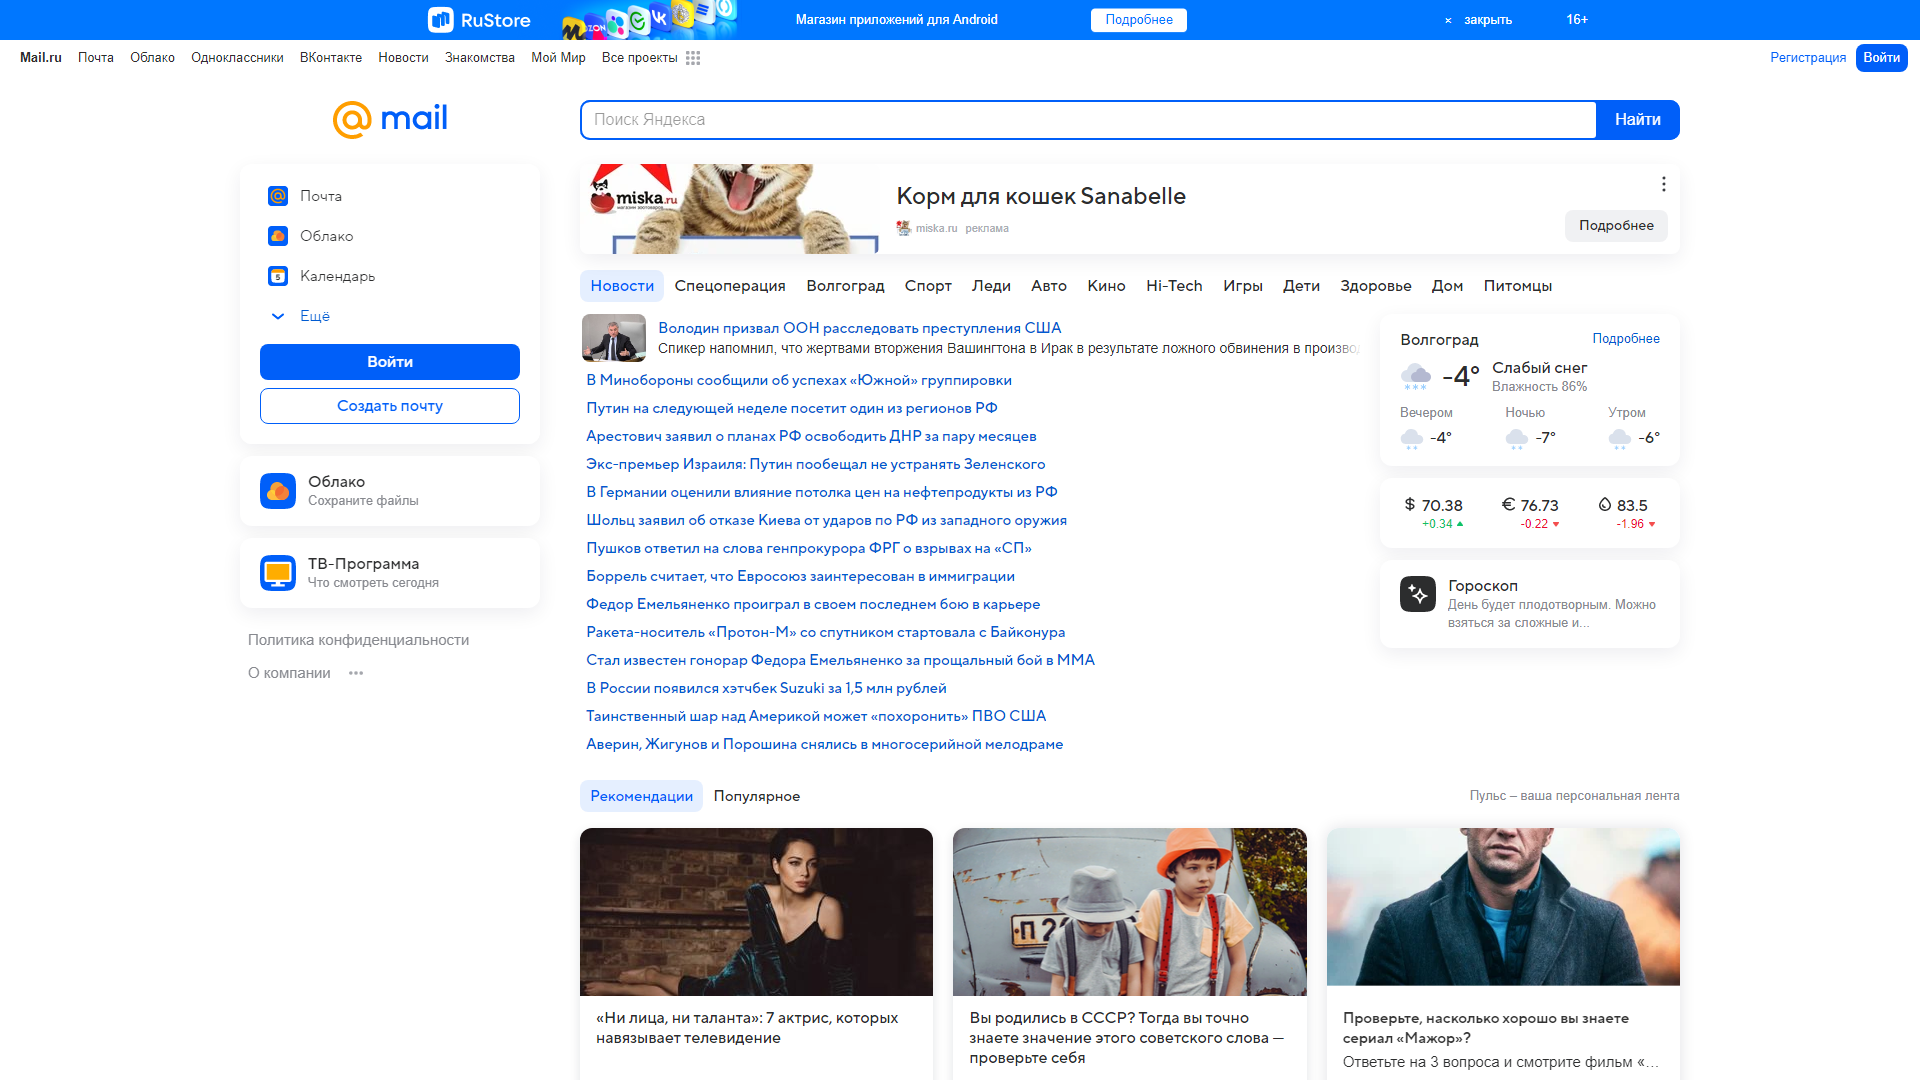 RuStore
Магазин приложений для Android
Подробнее
× закрыть
16+
Mail.ru Почта Облако Одноклассники ВКонтакте Новости Знакомства Мой Мир Все проекты
Регистрация Войти
@mail
Поиск Яндекса
Найти
Почта
Облако
5 Календарь
Ещё
Войти
Создать почту
Облако
Сохраните файлы
ТВ-Программа
Что смотреть сегодня
Политика конфиденциальности
О компании
miska.ru
Корм для кошек Sanabelle
miska.ru реклама
Подробнее
Новости Спецоперация Волгоград Спорт Леди Авто Кино Hi-Tech Игры Дети Здоровье Дом Питомцы
Володин призвал ООН расследовать преступления США
Спикер напомнил, что жертвами вторжения Вашингтона в Ирак в результате ложного обвинения в произво
В Минобороны сообщили об успехах «Южной» группировки
Путин на следующей неделе посетит один из регионов РФ
Арестович заявил о планах РФ освободить ДНР за пару месяцев
Экс-премьер Израиля: Путин пообещал не устранять Зеленского
В Германии оценили влияние потолка цен на нефтепродукты из РФ
Шольц заявил об отказе Киева от ударов по РФ из западного оружия
Пушков ответил на слова генпрокурора ФРГ о взрывах на «СП»
Боррель считает, что Евросоюз заинтересован в иммиграции
Федор Емельяненко проиграл в своем последнем бою в карьере
Ракета-носитель «Протон-М» со спутником стартовала с Байконура
Стал известен гонорар Федора Емельяненко за прощальный бой в ММА
В России появился хэтчбек Suzuki за 1,5 млн рублей
Таинственный шар над Америкой может «похоронить» ПВО США
Аверин, Жигунов и Порошина снялись в многосерийной мелодраме
Волгоград
Подробнее
-4°
Слабый снег
Влажность 86%
Вечером Ночью Утром
-4° -7° -6°
$ 70.38 € 76.73 83.5
+0.34 -0.22 -1.96
Гороскоп
День будет плодотворным. Можно
взяться за сложные и...
Рекомендации Популярное
Пульс – ваша персональная лента
«Ни лица, ни таланта»: 7 актрис, которых
навязывает телевидение
Вы родились в СССР? Тогда вы точно
знаете значение этого советского слова —
проверьте себя
Проверьте, насколько хорошо вы знаете
сериал «Мажор»?
Ответьте на 3 вопроса и смотрите фильм «...